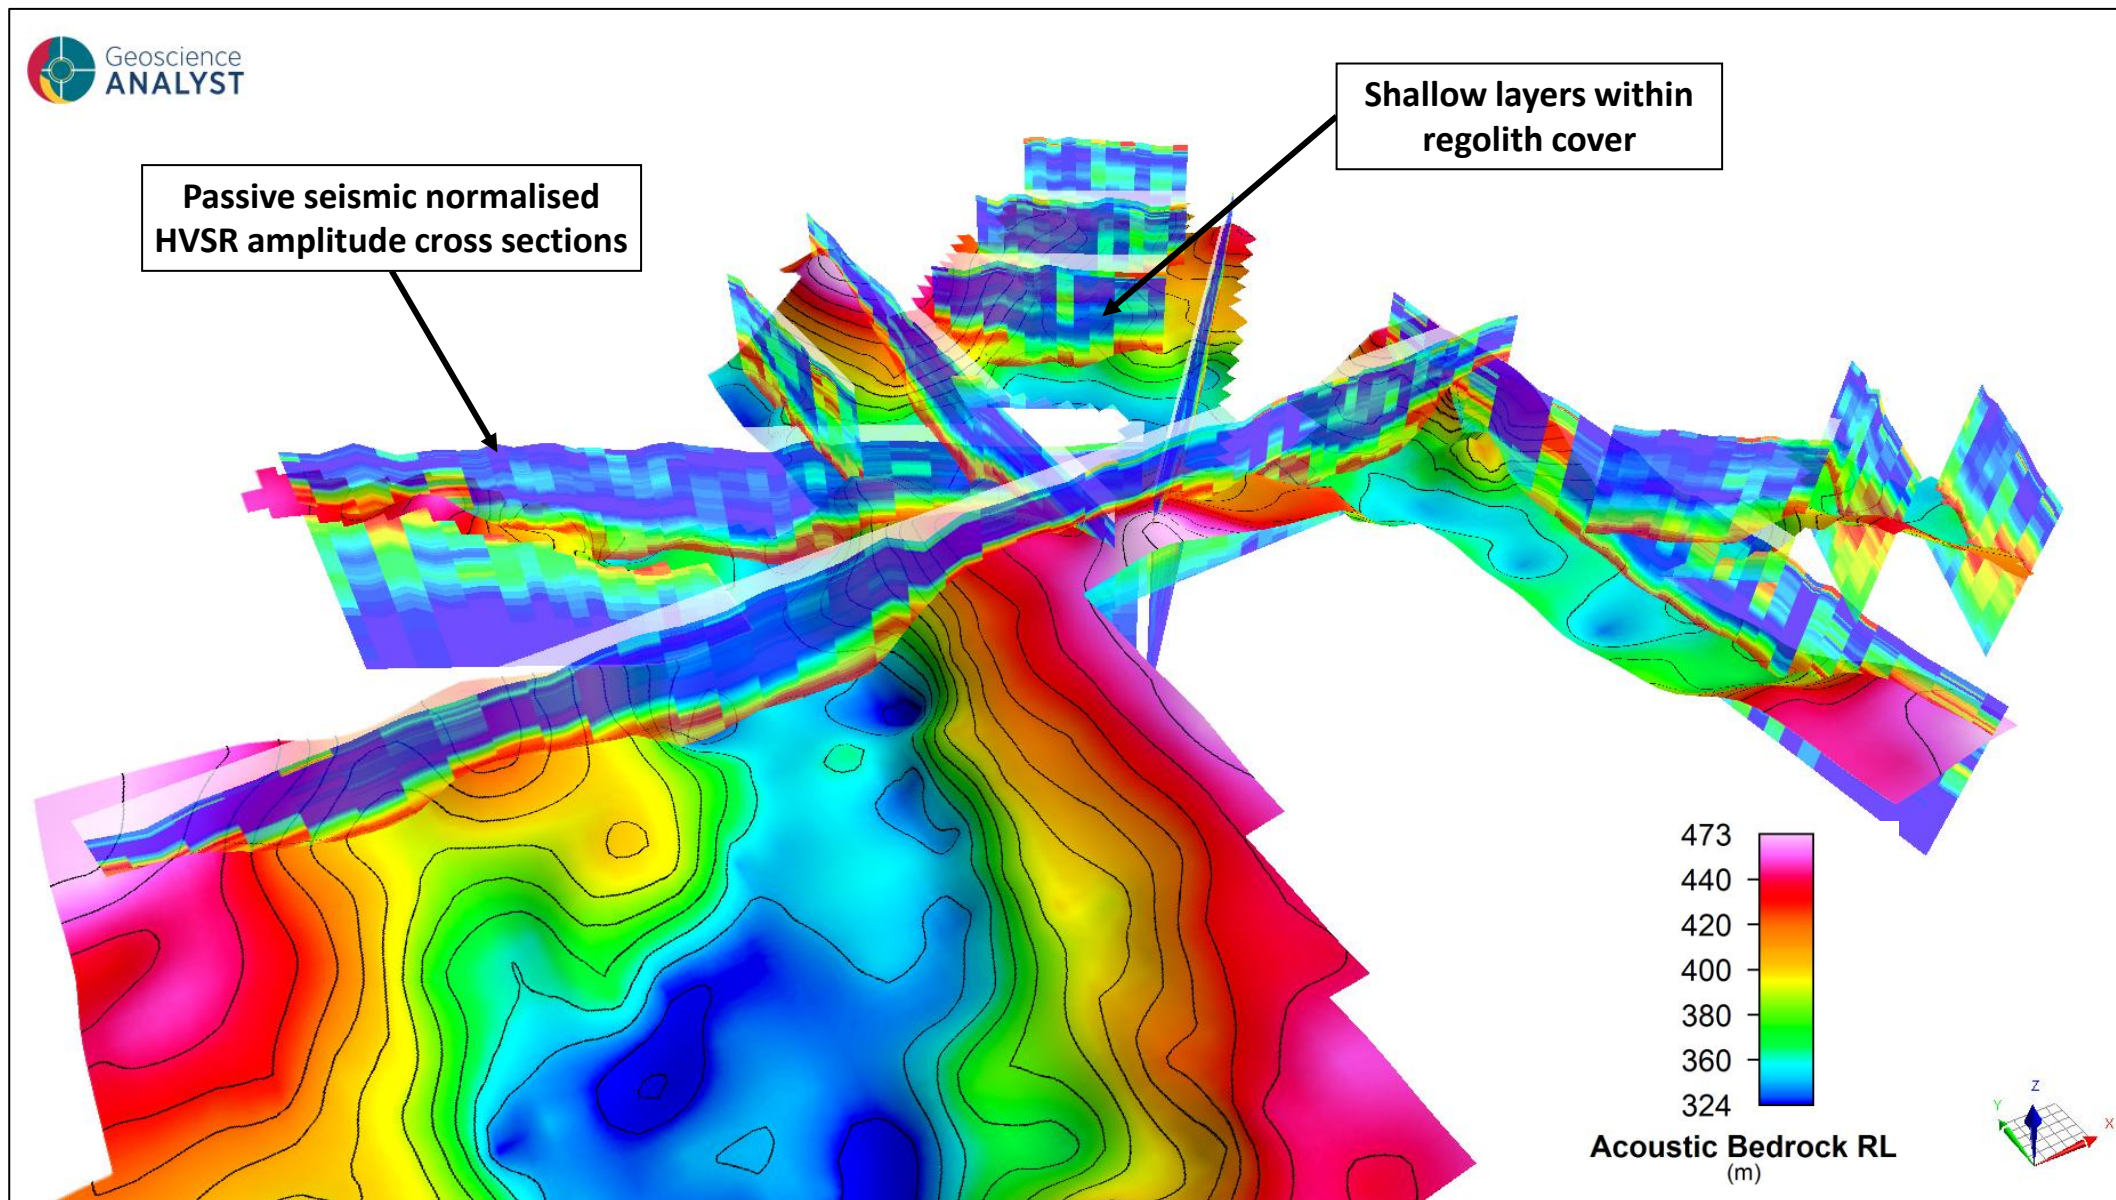 Geoscience
ANALYST
Shallow layers within
regolith cover
Passive seismic normalised
HVSR amplitude cross sections
473
440
420
400
380
360
324
Acoustic Bedrock RL
(m)
Z
Y
X